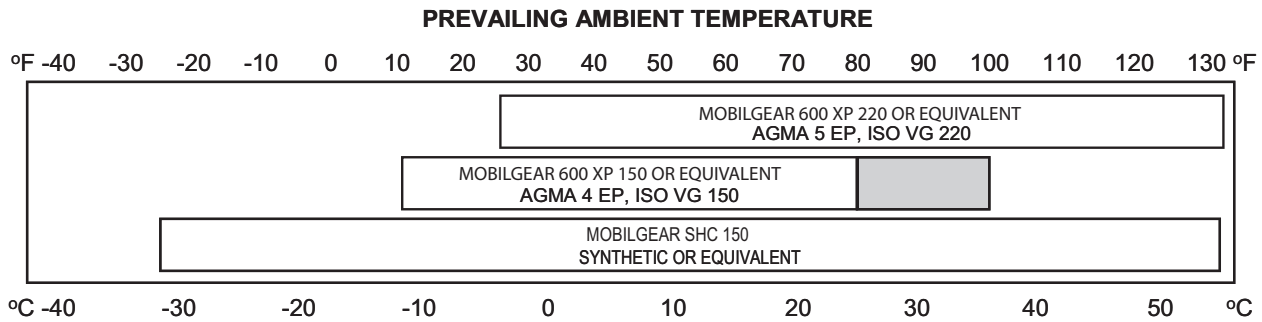 PREVAILING AMBIENT TEMPERATURE
ºF -40 -30 -20 -10 0 10 20 30 40 50 60 70 80 90 100 110 120 130 ºF
MOBILGEAR 600 XP 220 OR EQUIVALENT
AGMA 5 EP, ISO VG 220
MOBILGEAR 600 XP 150 OR EQUIVALENT
AGMA 4 EP, ISO VG 150
MOBILGEAR SHC 150
SYNTHETIC OR EQUIVALENT
ºC -40 -30 -20 -10 0 10 20 30 40 50 ºC